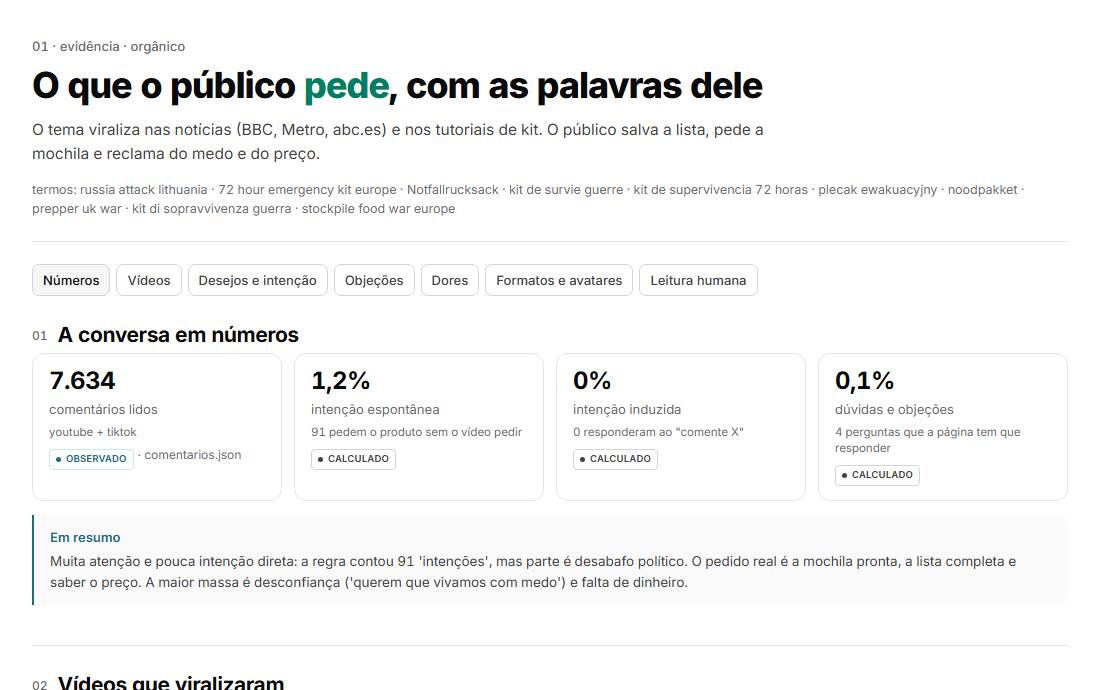 01 · evidência · orgânico
O que o público pede, com as palavras dele
O tema viraliza nas notícias (BBC, Metro, abc.es) e nos tutoriais de kit. O público salva a lista, pede a
mochila e reclama do medo e do preço.
termos: russia attack lithuania · 72 hour emergency kit europe · Notfallrucksack · kit de survie guerre · kit de supervivencia 72 horas · plecak ewakuacyjny · noodpakket ·
prepper uk war · kit di sopravvivenza guerra · stockpile food war europe
Números
Vídeos
Desejos e intenção
Objeções
Dores
Formatos e avatares
Leitura humana
01 A conversa em números
7.634
comentários lidos
youtube + tiktok
OBSERVADO · comentarios.json
1,2%
intenção espontânea
91 pedem o produto sem o vídeo pedir
CALCULADO
0%
intenção induzida
0 responderam ao "comente X"
CALCULADO
0,1%
dúvidas e objeções
4 perguntas que a página tem que
responder
CALCULADO
Em resumo
Muita atenção e pouca intenção direta: a regra contou 91 'intenções', mas parte é desabafo político. O pedido real é a mochila pronta, a lista completa e
saber o preço. A maior massa é desconfiança ('querem que vivamos com medo') e falta de dinheiro.
02 Vídeos que viralizaram